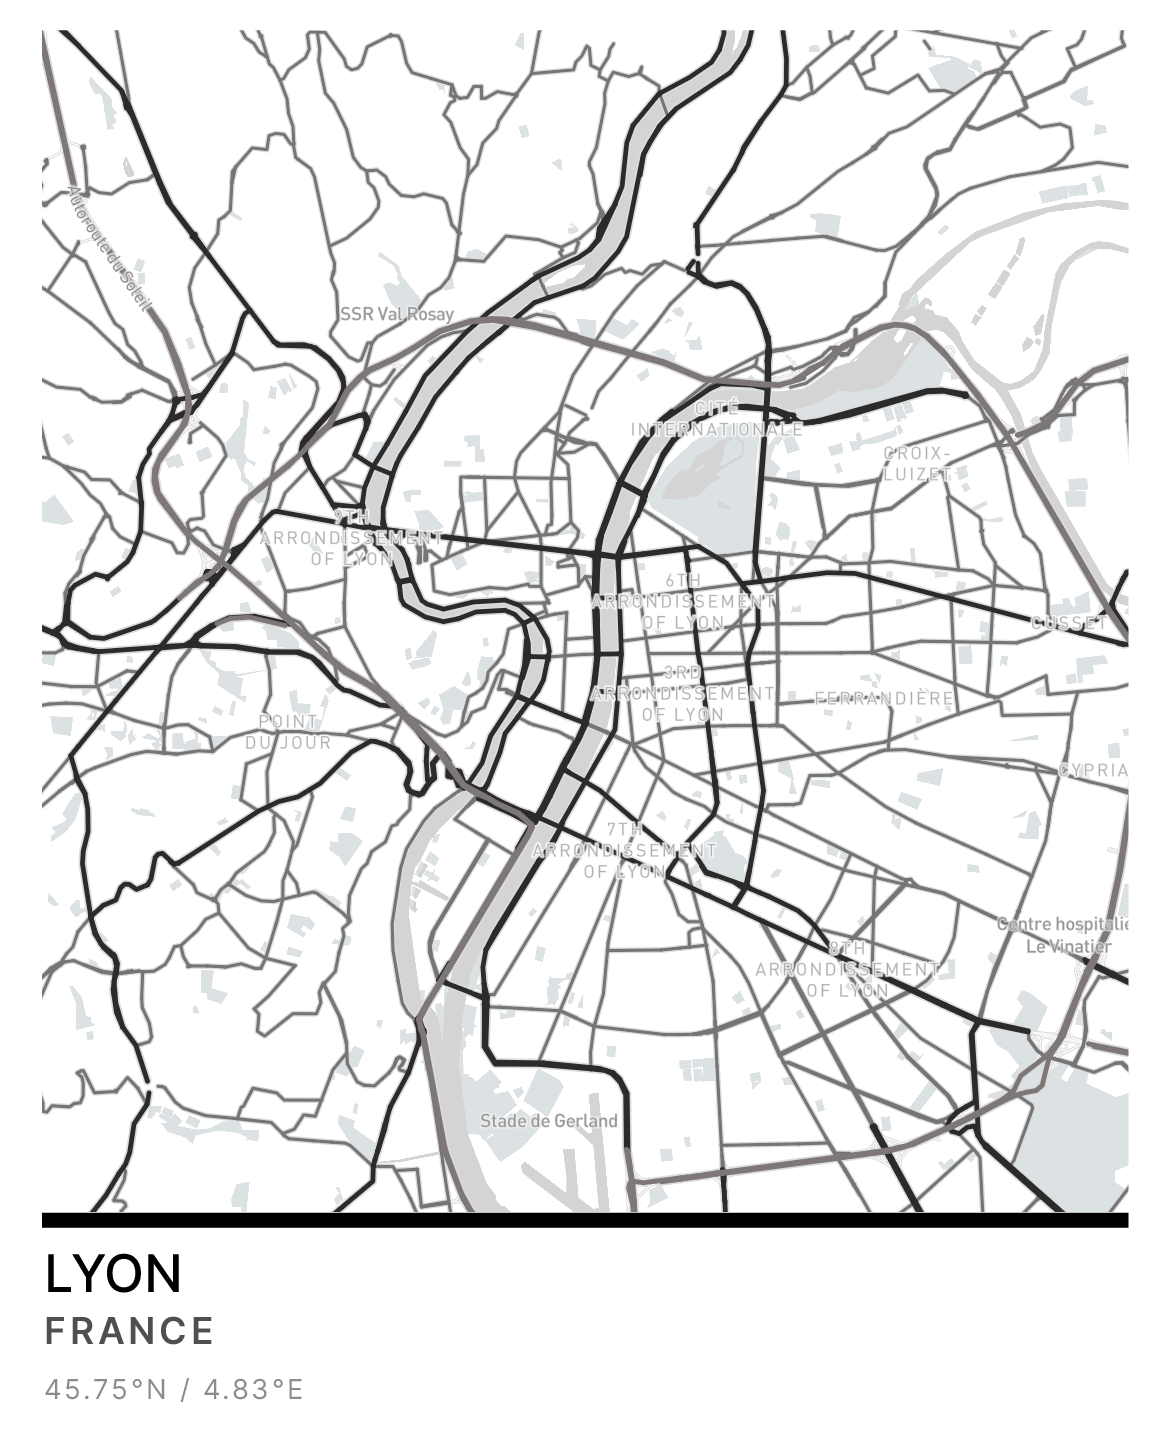 Autoroute du Soleil
SSR Val Rosay
CITÉ
INTERNATIONALE
CROIX-
LUIZET
9TH
ARRONDISSEMENT
OF LYON
6TH
ARRONDISSEMENT
OF LYON
CUSSET
3RD
ARRONDISSEMENT
OF LYON
FERRANDIÈRE
POINT
DU JOUR
CYPRIA
7TH
ARRONDISSEMENT
OF LYON
Centre hospitalie
Le Vinatier
8TH
ARRONDISSEMENT
OF LYON
Stade de Gerland
LYON
FRANCE
45.75°N / 4.83°E